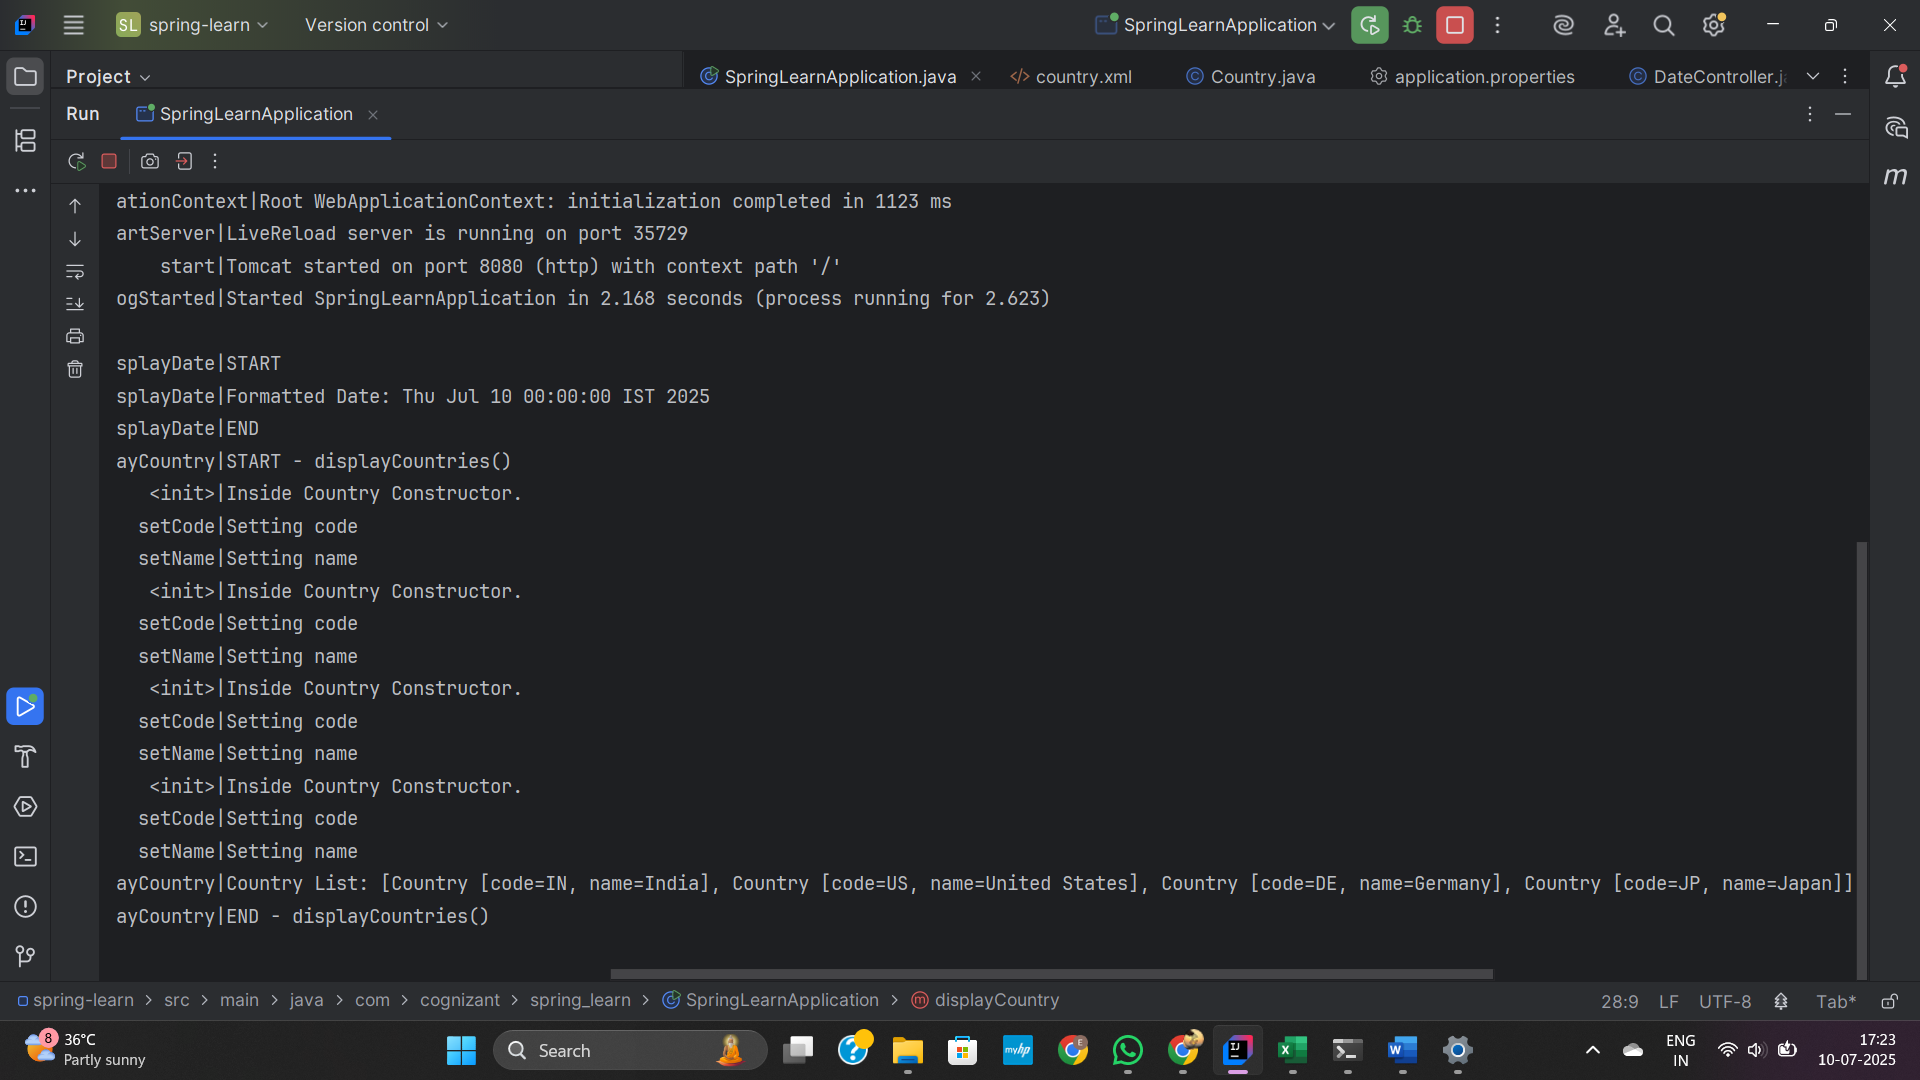 SL spring-learn Version control SpringLearnApplication
Project SpringLearnApplication.java country.xml Country.java application.properties DateController.ja
Run SpringLearnApplication
ationContext|Root WebApplicationContext: initialization completed in 1123 ms
artServer|LiveReload server is running on port 35729
start|Tomcat started on port 8080 (http) with context path '/'
ogStarted|Started SpringLearnApplication in 2.168 seconds (process running for 2.623)
splayDate|START
splayDate|Formatted Date: Thu Jul 10 00:00:00 IST 2025
splayDate|END
ayCountry|START - displayCountries()
<init>|Inside Country Constructor.
setCode|Setting code
setName|Setting name
<init>|Inside Country Constructor.
setCode|Setting code
setName|Setting name
<init>|Inside Country Constructor.
setCode|Setting code
setName|Setting name
<init>|Inside Country Constructor.
setCode|Setting code
setName|Setting name
ayCountry|Country List: [Country [code=IN, name=India], Country [code=US, name=United States], Country [code=DE, name=Germany], Country [code=JP, name=Japan]]
ayCountry|END - displayCountries()
spring-learn > src > main > java > com > cognizant > spring_learn > SpringLearnApplication > displayCountry 28:9 LF UTF-8 Tab*
8 36°C
Partly sunny
Search
ENG
IN
17:23
10-07-2025